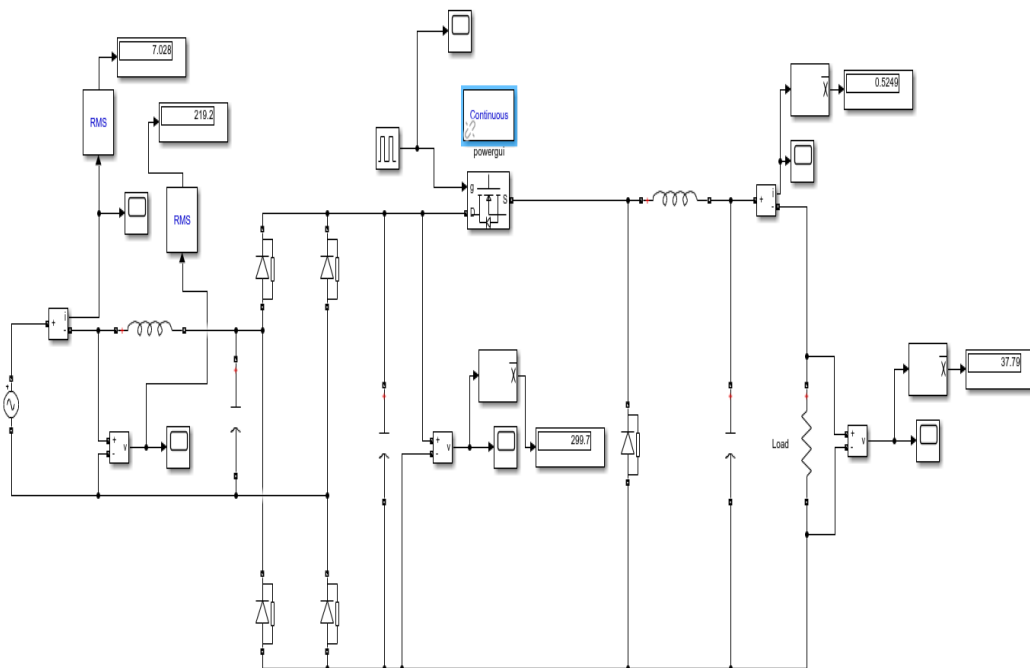 7.028
RMS
219.2
RMS
i
+
-
+
+
-
v
Continuous
powergui
g
D
S
+
-
v
X
299.7
i
+
-
X
0.5249
Load
+
-
v
X
37.79